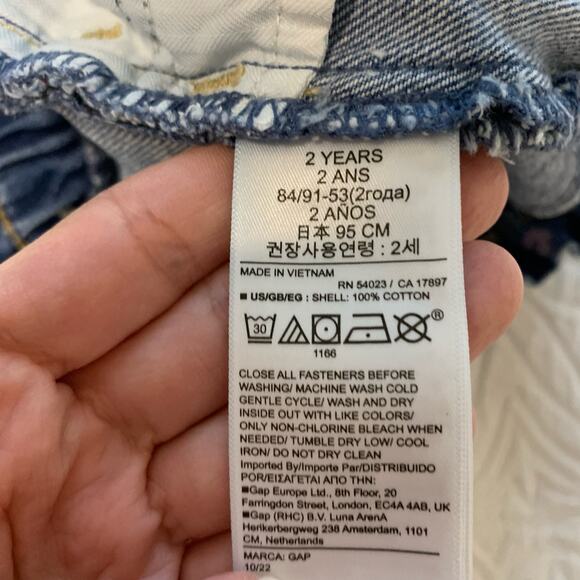 2 YEARS
2 ANS
84/91-53(2года)
2 AÑOS
日本 95 CM
권장사용연령 : 2세
MADE IN VIETNAM
RN 54023 / CA 17897
■ US/GB/EG : SHELL: 100% COTTON
30
®
1166
CLOSE ALL FASTENERS BEFORE
WASHING/ MACHINE WASH COLD
GENTLE CYCLE/ WASH AND DRY
INSIDE OUT WITH LIKE COLORS/
ONLY NON-CHLORINE BLEACH WHEN
NEEDED/ TUMBLE DRY LOW/ COOL
IRON/ DO NOT DRY CLEAN
Imported By/Importe Par/DISTRIBUIDO
POR/ΕΙΣΑΓΕΤΑΙ ΑΠΟ ΤΗΝ:
■Gap Europe Ltd., 8th Floor, 20
Farringdon Street, London, EC4A 4AB, UK
■Gap (RHC) B.V. Luna ArenA
Herikerbergweg 238 Amsterdam, 1101
CM, Netherlands
MARCA: GAP
10/22